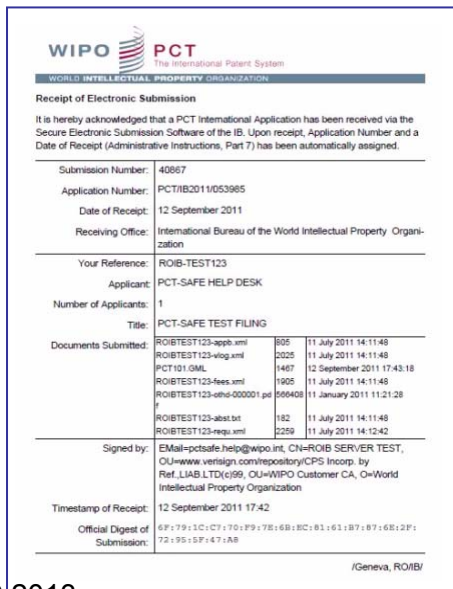 WIPO PCT
The International Patent System
WORLD INTELLECTUAL PROPERTY ORGANIZATION
Receipt of Electronic Submission
It is hereby acknowledged that a PCT International Application has been received via the
Secure Electronic Submission Software of the IB. Upon receipt, Application Number and a
Date of Receipt (Administrative Instructions, Part 7) has been automatically assigned.
Submission Number: 40867
Application Number: PCT/IB2011/053985
Date of Receipt: 12 September 2011
Receiving Office: International Bureau of the World Intellectual Property Organi-
zation
Your Reference: ROIB-TEST123
Applicant: PCT-SAFE HELP DESK
Number of Applicants: 1
Title: PCT-SAFE TEST FILING
Documents Submitted: ROIBTEST123-appb.xml 805 11 July 2011 14:11:48
ROIBTEST123-vlog.xml 2025 11 July 2011 14:11:48
PCT101.GML 1467 12 September 2011 17:43:18
ROIBTEST123-fees.xml 1905 11 July 2011 14:11:48
ROIBTEST123-othd-000001.pd 566408 11 January 2011 11:21:28
f
ROIBTEST123-abst.txt 182 11 July 2011 14:11:48
ROIBTEST123-requ.xml 2259 11 July 2011 14:12:42
Signed by: EMail=pctsafe.help@wipo.int, CN=ROIB SERVER TEST,
OU=www.verisign.com/repository/CPS Incorp. by
Ref.,LIAB.LTD(c)99, OU=WIPO Customer CA, O=World
Intellectual Property Organization
Timestamp of Receipt: 12 September 2011 17:42
Official Digest of 6F:79:1C:C7:70:F9:7E:6B:EC:81:61:B7:87:6E:2F:
Submission: 72:95:5F:47:A8
/Geneva, RO/IB/